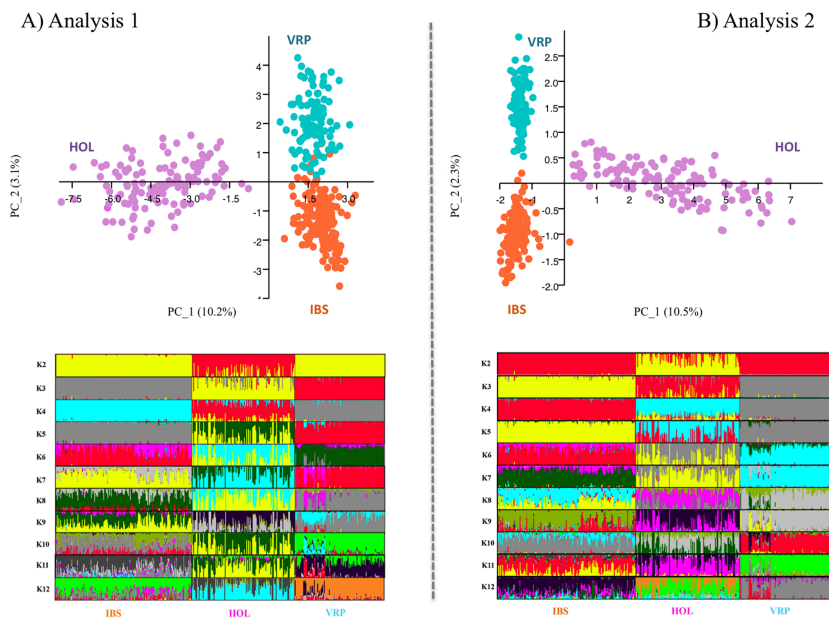 A) Analysis 1
VRP
HOL
4
3
2
1
-7.5
-6.0
-4.5
-3.0
-1.5
1.5
3.0
-1
-2
-3
4
PC_2 (3.1%)
PC_1 (10.2%)
IBS
K2
K3
K4
K5
K6
K7
K8
K9
K10
K11
K12
IBS
HOL
VRP
B) Analysis 2
VRP
HOL
2.5
2.0
1.5
1.0
0.5
-2
-1
1
2
3
4
5
6
7
-0.5
-1.0
-1.5
-2.0
PC_2 (2.3%)
PC_1 (10.5%)
IBS
K2
K3
K4
K5
K6
K7
K8
K9
K10
K11
K12
IBS
HOL
VRP